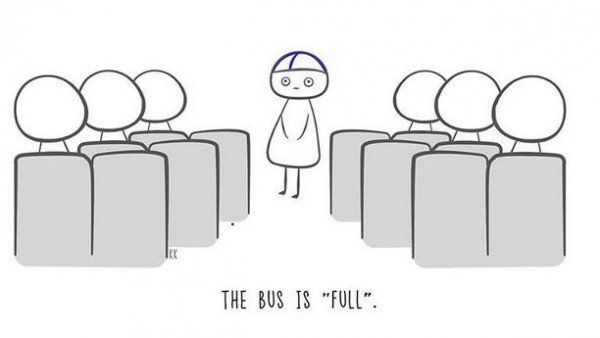 THE BUS IS "FULL".